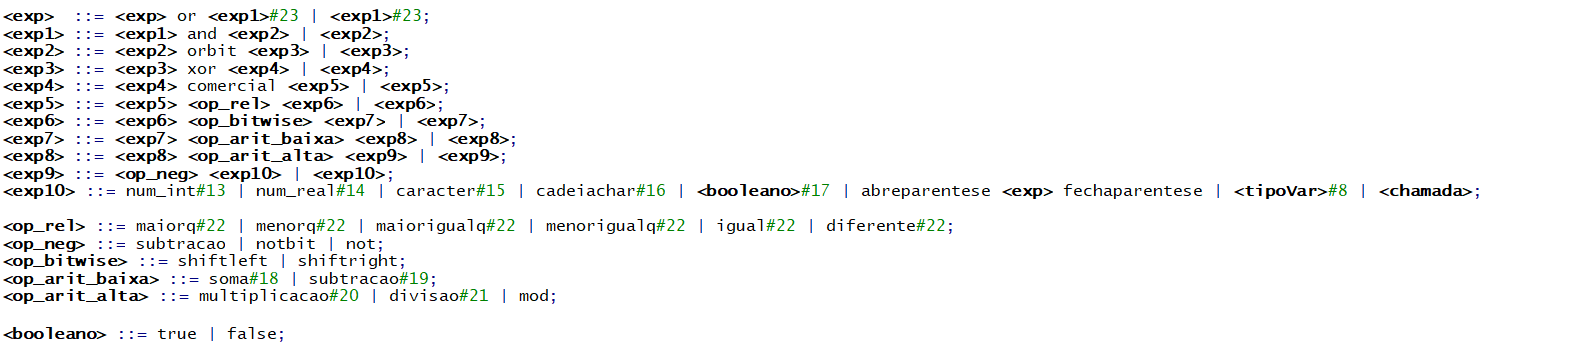 <exp>  ::= <exp> or <exp1>#23 | <exp1>#23;
<exp1> ::= <exp1> and <exp2> | <exp2>;
<exp2> ::= <exp2> orbit <exp3> | <exp3>;
<exp3> ::= <exp3> xor <exp4> | <exp4>;
<exp4> ::= <exp4> comercial <exp5> | <exp5>;
<exp5> ::= <exp5> <op_rel> <exp6> | <exp6>;
<exp6> ::= <exp6> <op_bitwise> <exp7> | <exp7>;
<exp7> ::= <exp7> <op_arit_baixa> <exp8> | <exp8>;
<exp8> ::= <exp8> <op_arit_alta> <exp9> | <exp9>;
<exp9> ::= <op_neg> <exp10> | <exp10>;
<exp10> ::= num_int#13 | num_real#14 | caracter#15 | cadeiachar#16 | <booleano>#17 | abreparentese <exp> fechaparentese | <tipoVar>#8 | <chamada>;
<op_rel> ::= maiorq#22 | menorq#22 | maiorigualq#22 | menorigualq#22 | igual#22 | diferente#22;
<op_neg> ::= subtracao | notbit | not;
<op_bitwise> ::= shiftleft | shiftright;
<op_arit_baixa> ::= soma#18 | subtracao#19;
<op_arit_alta> ::= multiplicacao#20 | divisao#21 | mod;
<booleano> ::= true | false;